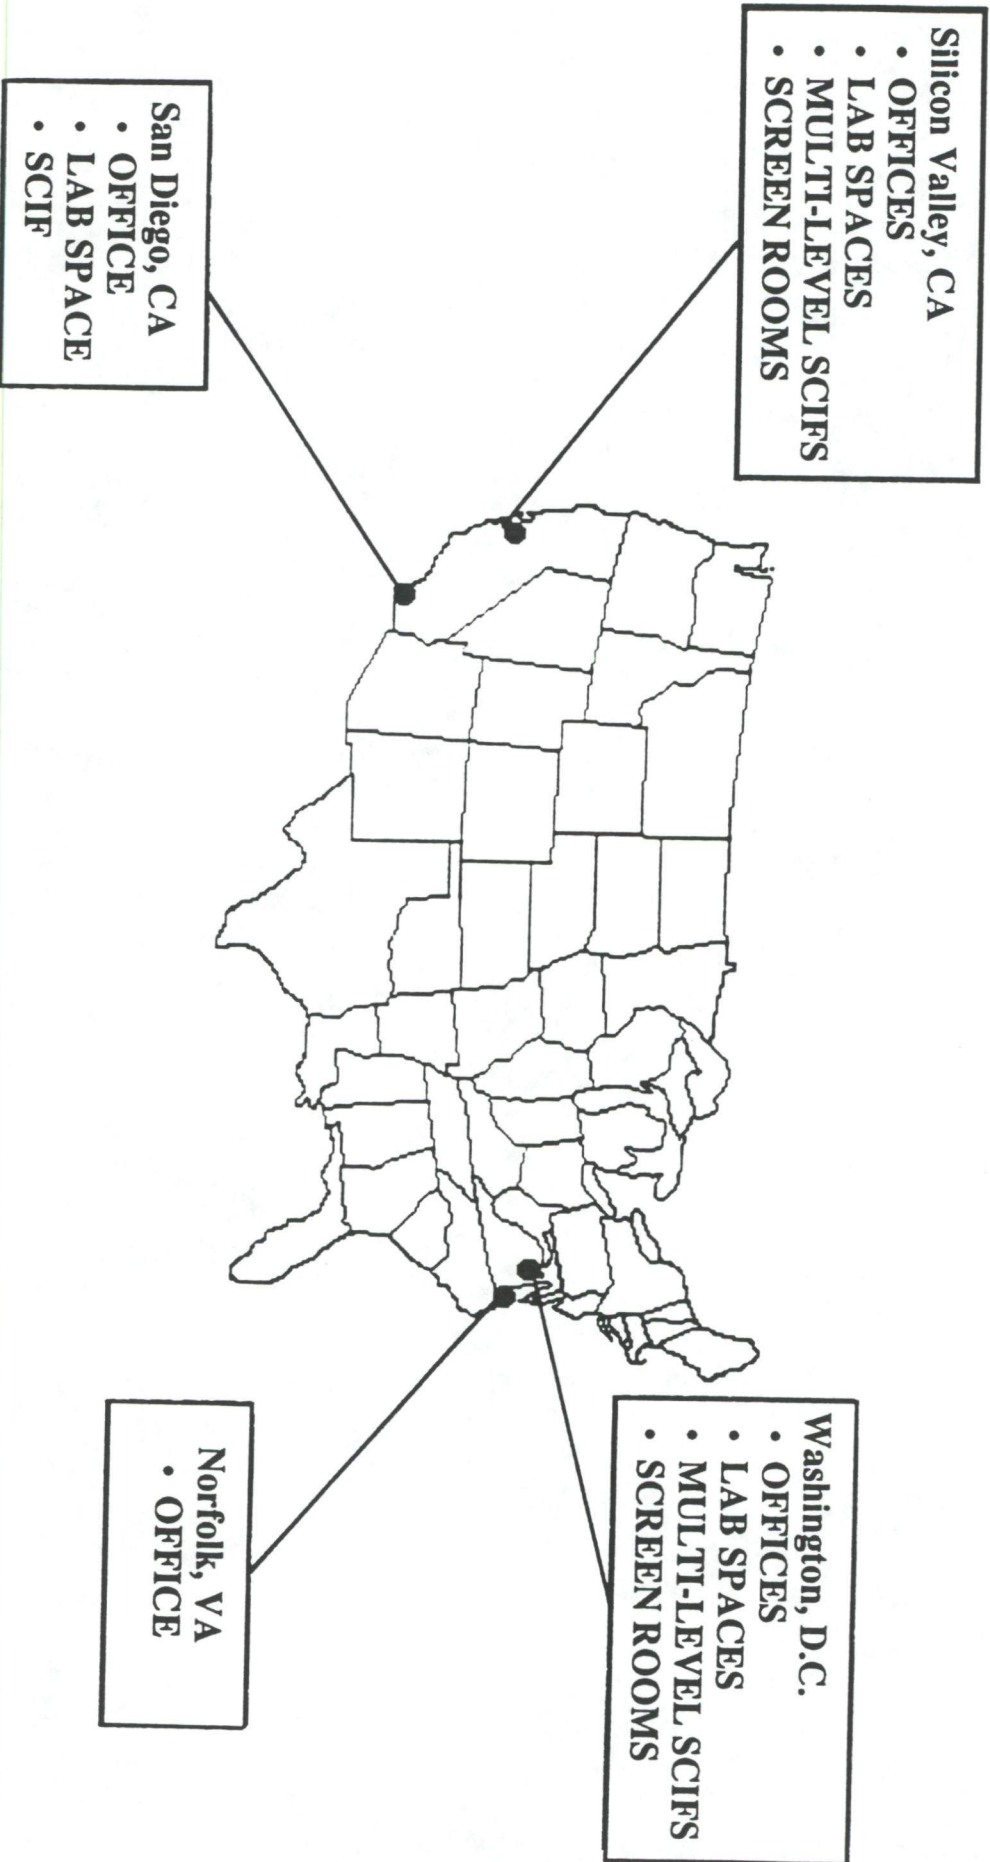 Silicon Valley, CA
• OFFICES
• LAB SPACES
• MULTI-LEVEL SCIFS
• SCREEN ROOMS
Washington, D.C.
• OFFICES
• LAB SPACES
• MULTI-LEVEL SCIFS
• SCREEN ROOMS
San Diego, CA
• OFFICE
• LAB SPACE
• SCIF
Norfolk, VA
• OFFICE